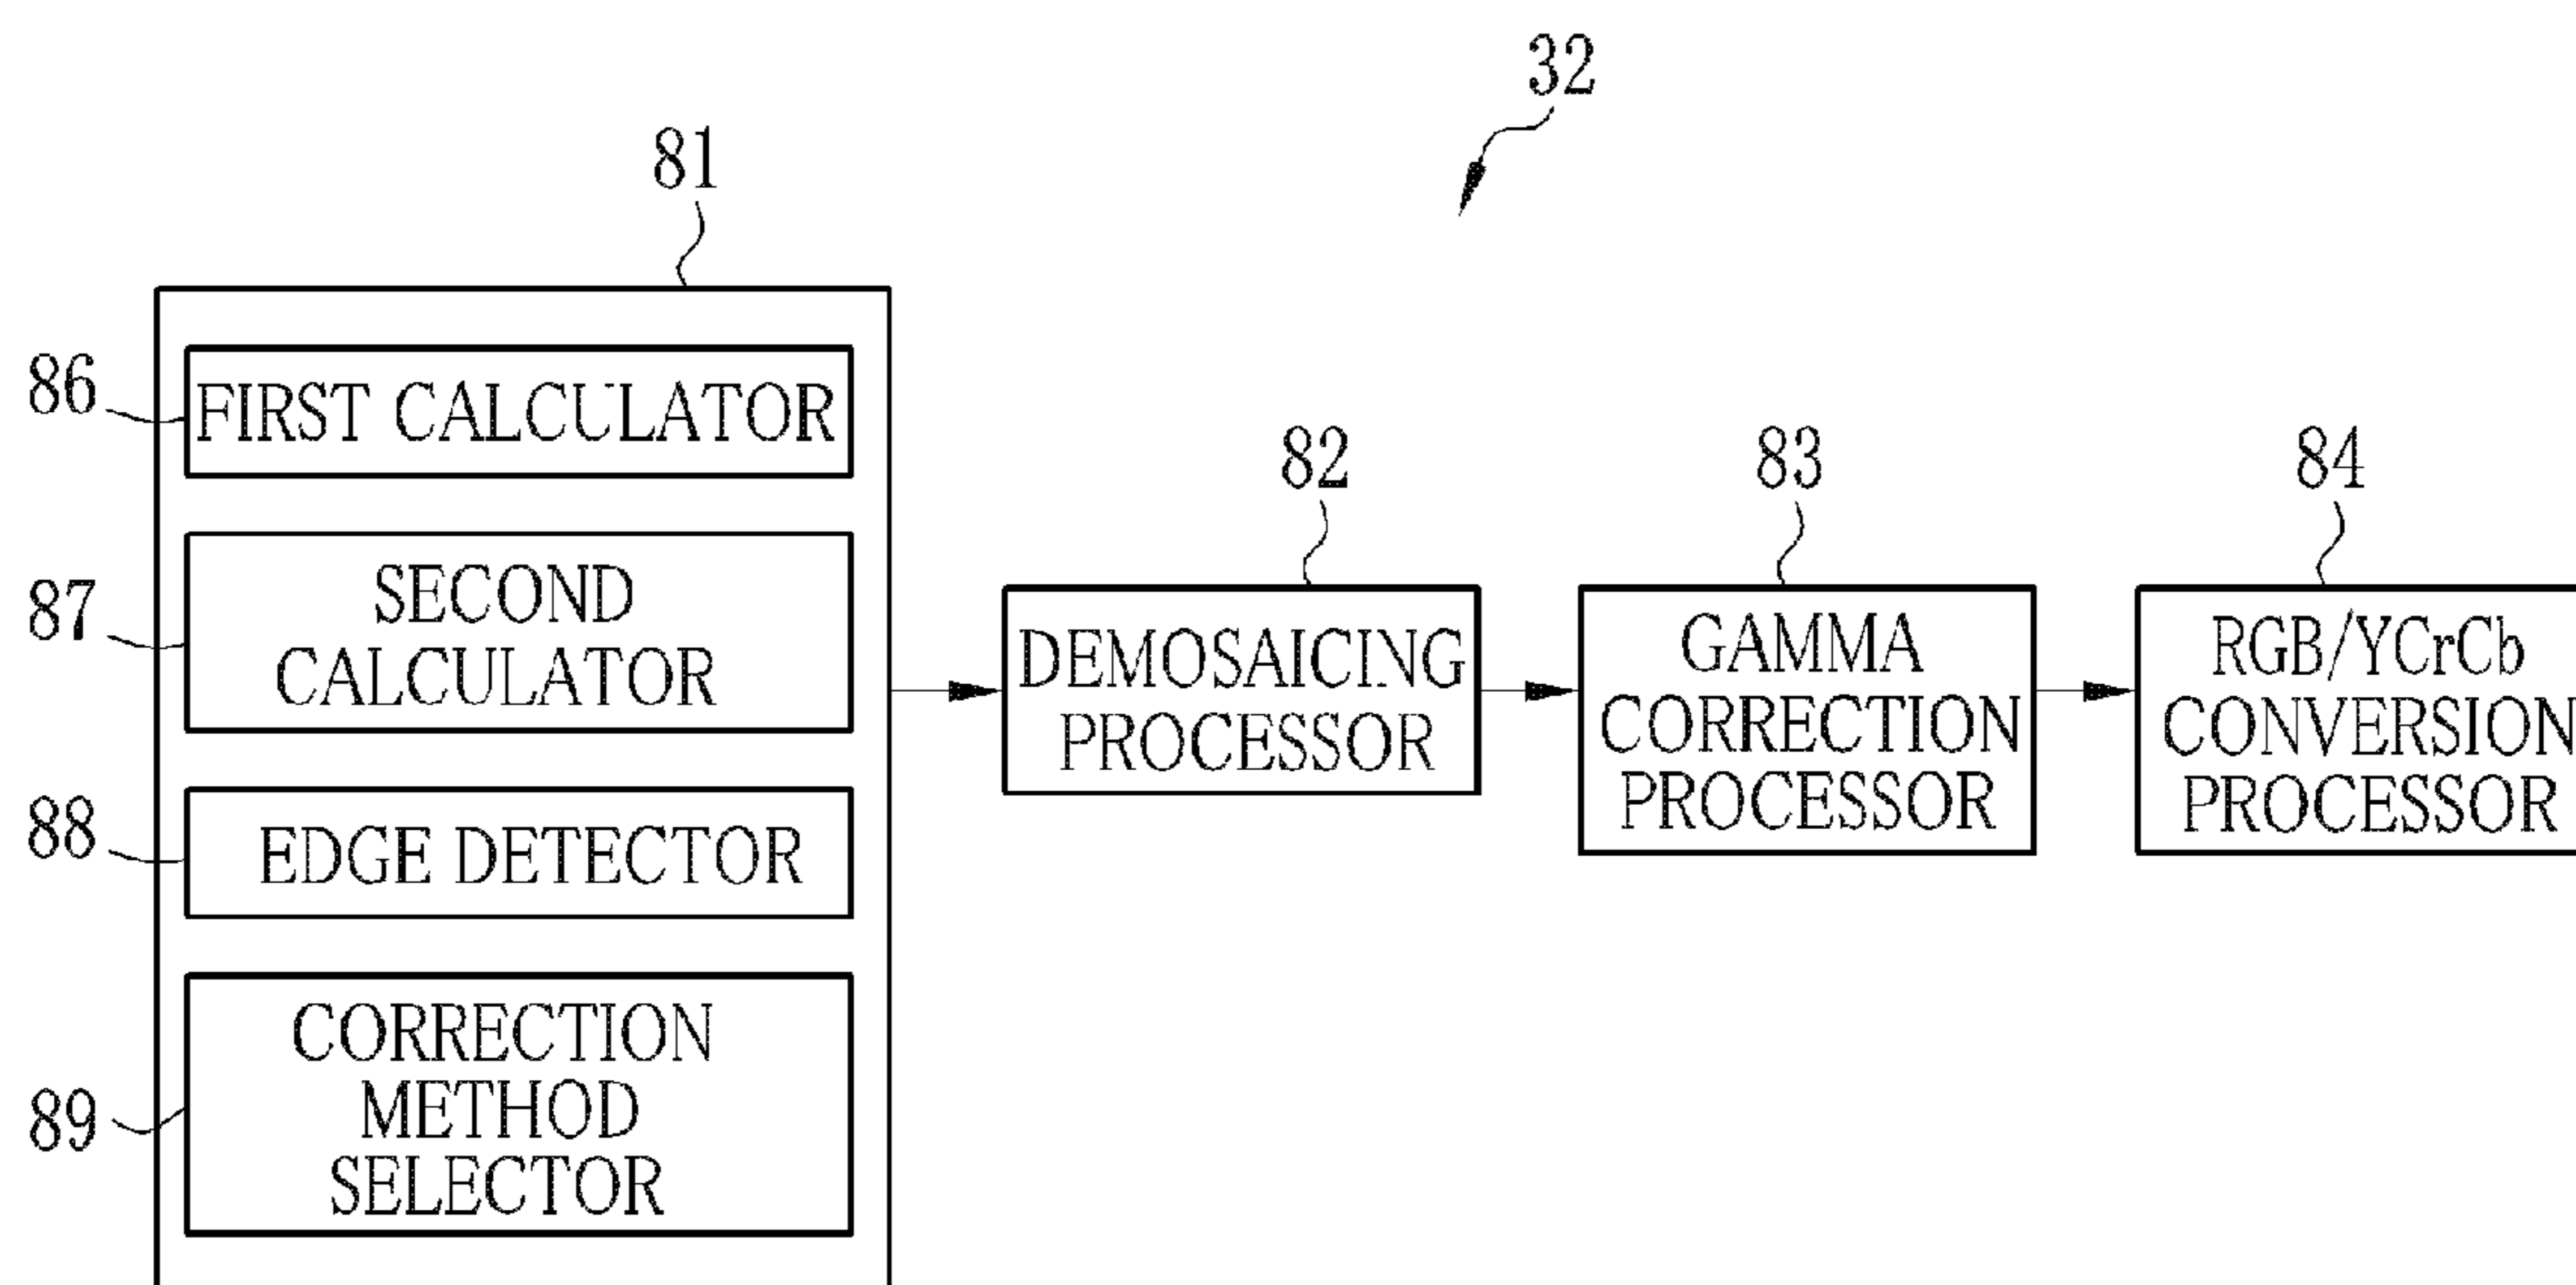 32
81
86
FIRST CALCULATOR
87
SECOND
CALCULATOR
88
EDGE DETECTOR
89
CORRECTION
METHOD
SELECTOR
82
DEMOSAICING
PROCESSOR
83
GAMMA
CORRECTION
PROCESSOR
84
RGB/YCrCb
CONVERSION
PROCESSOR